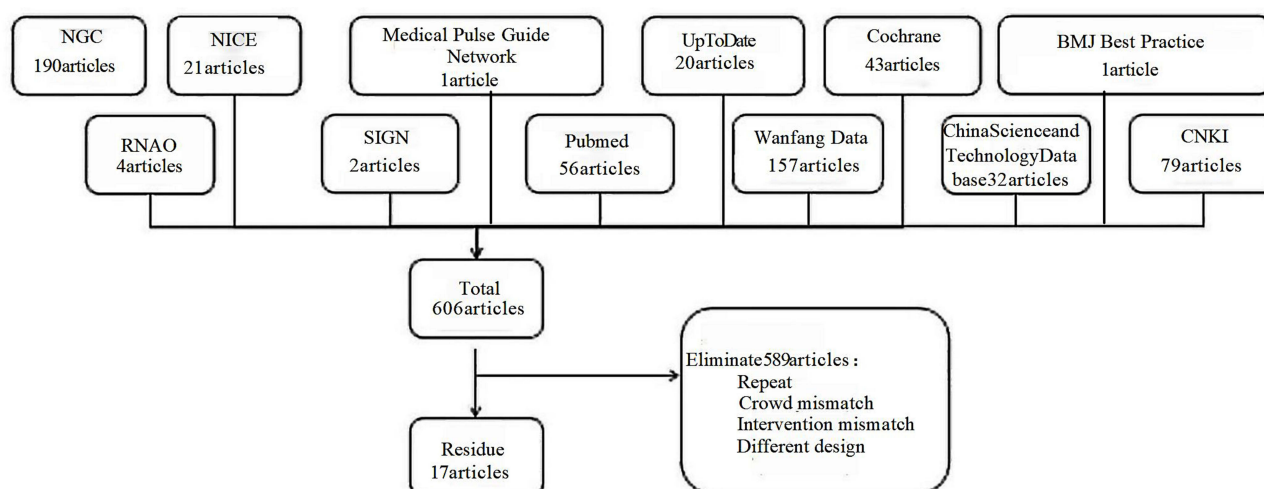 NGC
190articles
NICE
21articles
Medical Pulse Guide
Network
1article
UpToDate
20articles
Cochrane
43articles
BMJ Best Practice
1article
RNAO
4articles
SIGN
2articles
Pubmed
56articles
Wanfang Data
157articles
ChinaScienceand
TechnologyData
base32articles
CNKI
79articles
Total
606articles
Eliminate589articles：
Repeat
Crowd mismatch
Intervention mismatch
Different design
Residue
17articles